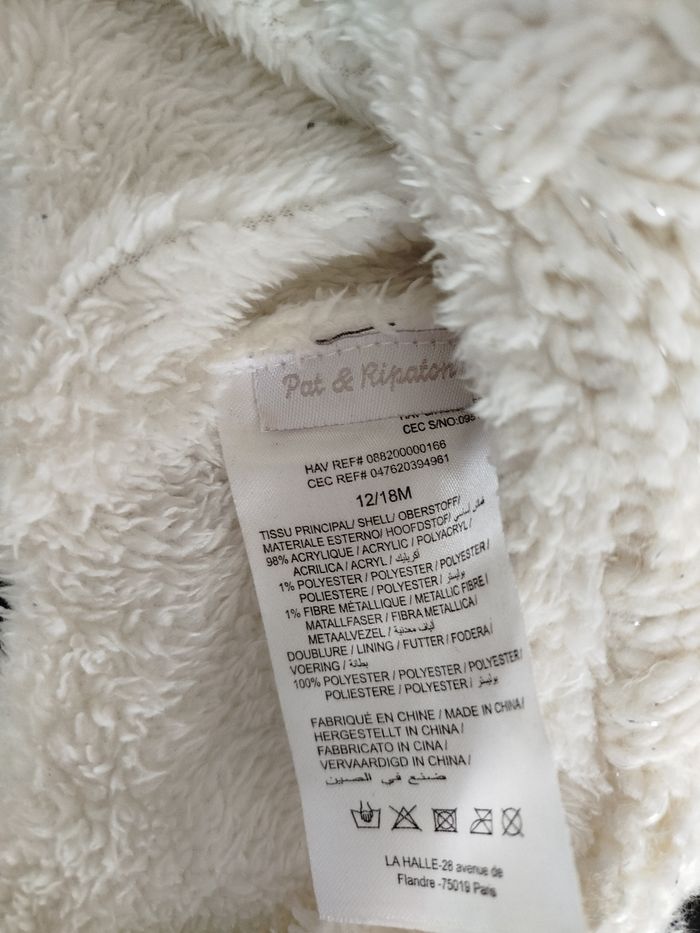 Pat & Ripaton
CEC S/NO:09
HAV REF# 088200000166
CEC REF# 047620394961
12/18M
TISSU PRINCIPAL/ SHELL/ OBERSTOFF/
MATERIALE ESTERNO/ HOOFDSTOF/ قماش أساسي/
98% ACRYLIQUE / ACRYLIC / POLYACRYL /
ACRILICA / ACRYL / أكريليك/
1% POLYESTER / POLYESTER / POLYESTER /
POLIESTERE / POLYESTER / بوليستر/
1% FIBRE MÉTALLIQUE / METALLIC FIBRE /
MATALLFASER / FIBRA METALLICA /
METAALVEZEL / ألياف معدنية/
DOUBLURE / LINING / FUTTER / FODERA/
VOERING / بطانة/
100% POLYESTER / POLYESTER / POLYESTER/
POLIESTERE / POLYESTER / بوليستر/
FABRIQUÉ EN CHINE / MADE IN CHINA/
HERGESTELLT IN CHINA /
FABBRICATO IN CINA/
VERVAARDIGD IN CHINA /
صنع في الصين
LA HALLE-28 avenue de
Flandre -75019 Paris